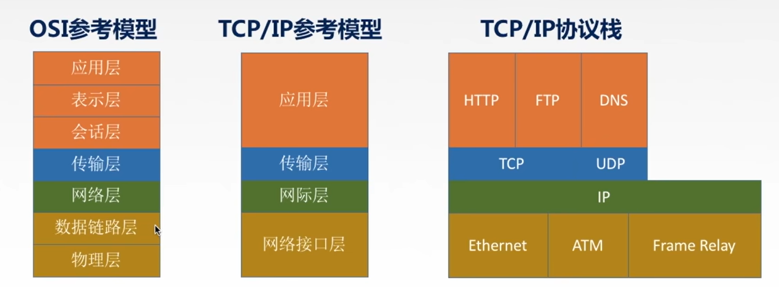 OSI参考模型
TCP/IP参考模型
TCP/IP协议栈
应用层
表示层
会话层
传输层
网络层
数据链路层
物理层
应用层
传输层
网际层
网络接口层
HTTP
FTP
DNS
TCP
UDP
IP
Ethernet
ATM
Frame Relay